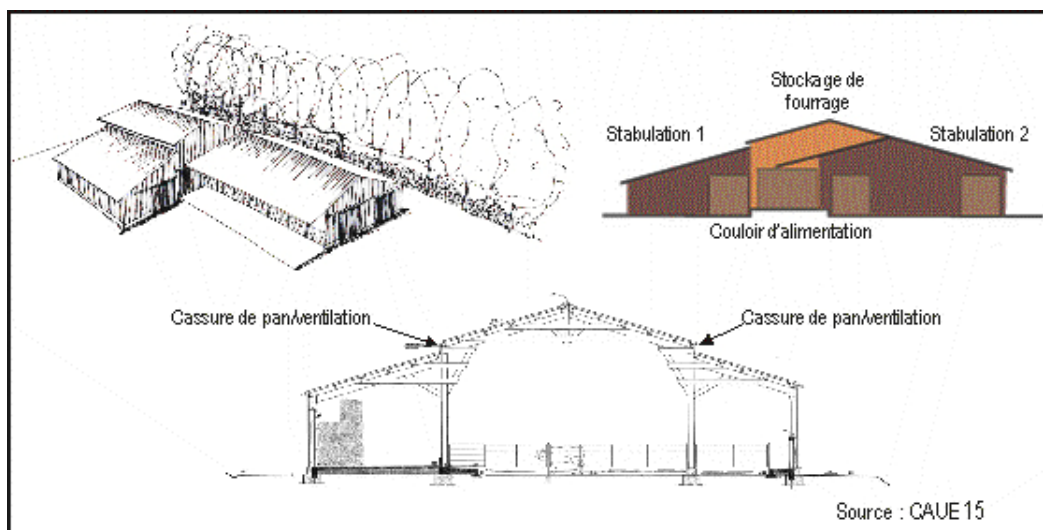 Stockage de
fourrage
Stabulation 1
Stabulation 2
Couloir d'alimentation
Cassure de pan/ventilation
Cassure de pan/ventilation
Source : CAUE 15